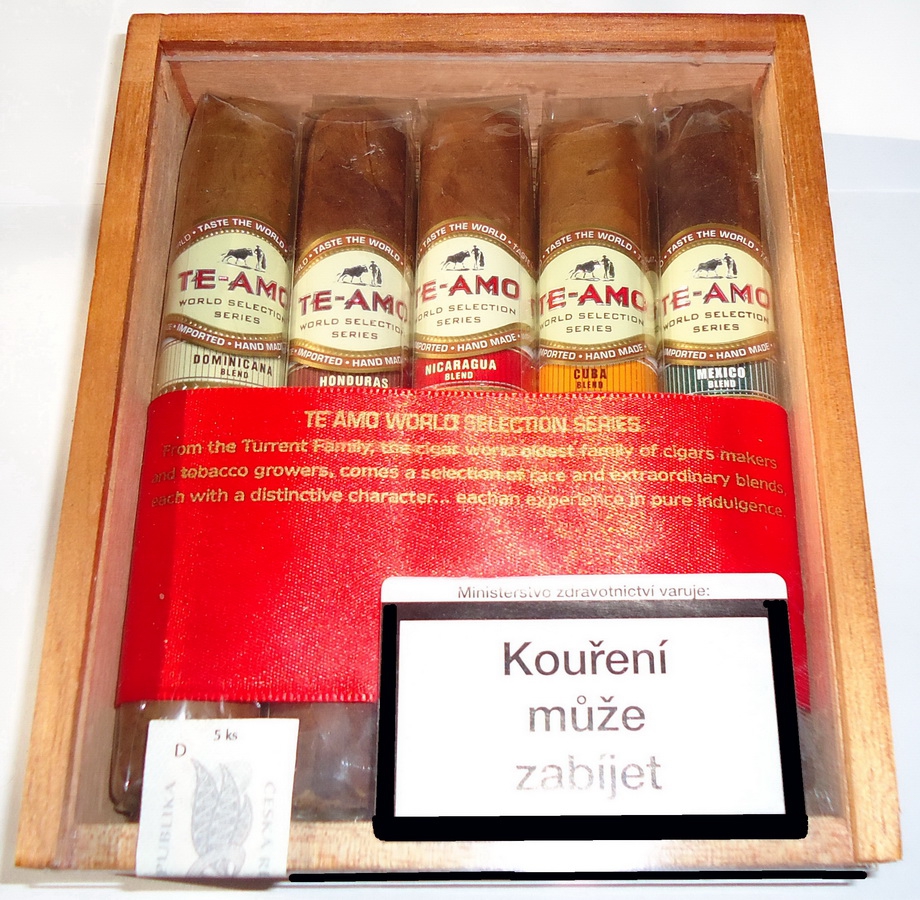 RLD • TASTE THE WORLD •
TE-AMO
WORLD SELECTION
SERIES
• IMPORTED • HAND MADE
DOMINICANA
BLEND
• TASTE THE WORLD •
TE-AMO
WORLD SELECTION
SERIES
• IMPORTED • HAND MADE
HONDURAS
TASTE THE WORLD • TA
TE-AMO
WORLD SELECTION
SERIES
IMPORTED • HAND MADE •
NICARAGUA
BLEND
• TASTE THE WORLD •
TE-AMO
WORLD SELECTION
SERIES
IMPORTED • HAND MADE
CUBA
BLEND
• TASTE THE WORLD •
TE-AMO
WORLD SELECTION
SERIES
IMPORTED • HAND MADE
MEXICO
BLEND
TE AMO WORLD SELECTION SERIES
From the Turrent Family, the cigar world oldest family of cigars makers
and tobacco growers, comes a selection of rare and extraordinary blends,
each with a distinctive character... eachan experience in pure indulgence.
Ministerstvo zdravotnictví varuje:
Kouření
může
zabíjet
5 ks
D
ČESKÁ R
PUBLIKA